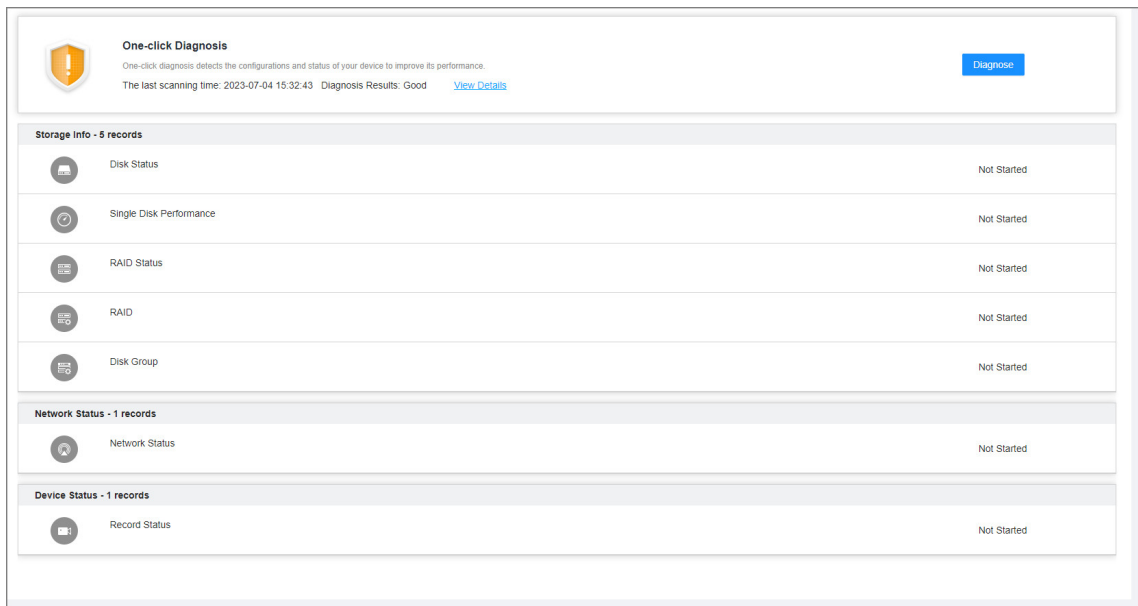 One-click Diagnosis
One-click diagnosis detects the configurations and status of your device to improve its performance.
Diagnose
The last scanning time: 2023-07-04 15:32:43 Diagnosis Results: Good View Details
Storage Info - 5 records
Disk Status Not Started
Single Disk Performance Not Started
RAID Status Not Started
RAID Not Started
Disk Group Not Started
Network Status - 1 records
Network Status Not Started
Device Status - 1 records
Record Status Not Started